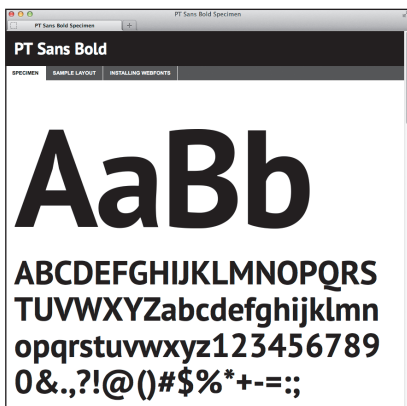 PT Sans Bold Specimen
PT Sans Bold Specimen
PT Sans Bold
SPECIMEN SAMPLE LAYOUT INSTALLING WEBFONTS
AaBb
ABCDEFGHIJKLMNOPQRS
TUVWXYZabcdefghijklmn
opqrstuvwxyz123456789
0&.,?!@()#$%*+-=:;